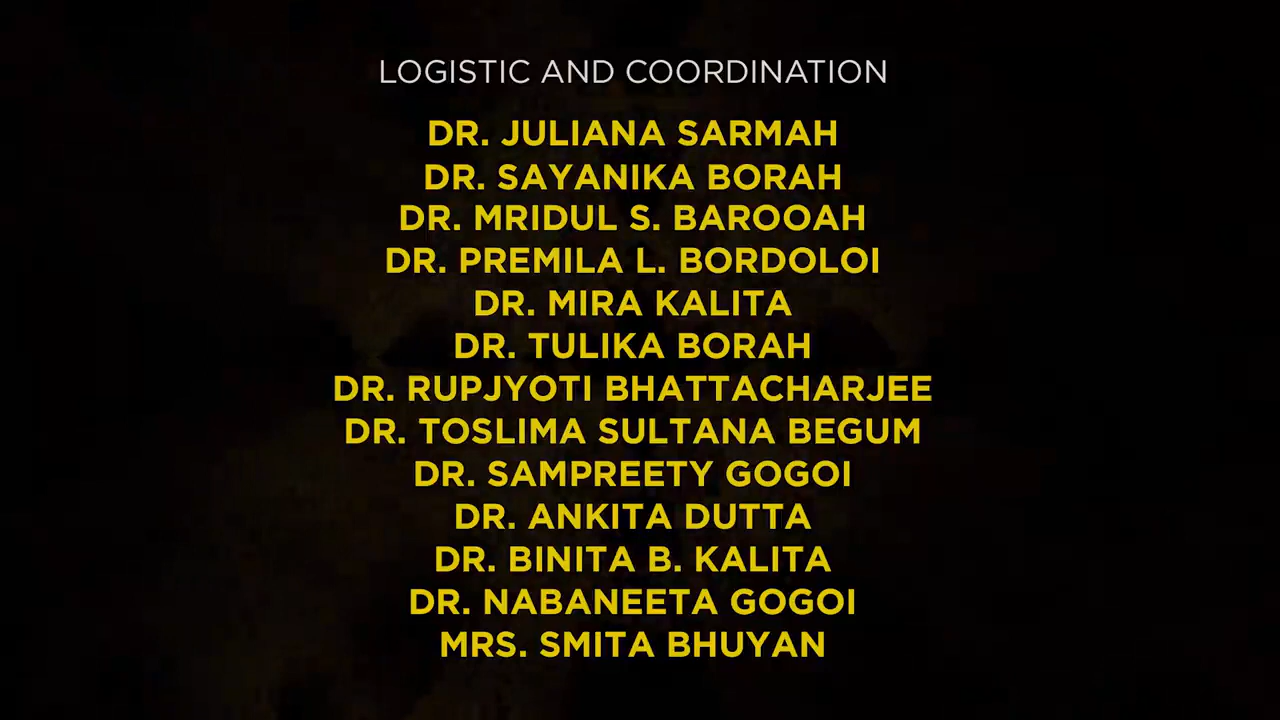 LOGISTIC AND COORDINATION
DR. JULIANA SARMAH
DR. SAYANIKA BORAH
DR. MRIDUL S. BAROOAH
DR. PREMILA L. BORDOLOI
DR. MIRA KALITA
DR. TULIKA BORAH
DR. RUPJYOTI BHATTACHARJEE
DR. TOSLIMA SULTANA BEGUM
DR. SAMPREETY GOGOI
DR. ANKITA DUTTA
DR. BINITA B. KALITA
DR. NABANEETA GOGOI
MRS. SMITA BHUYAN